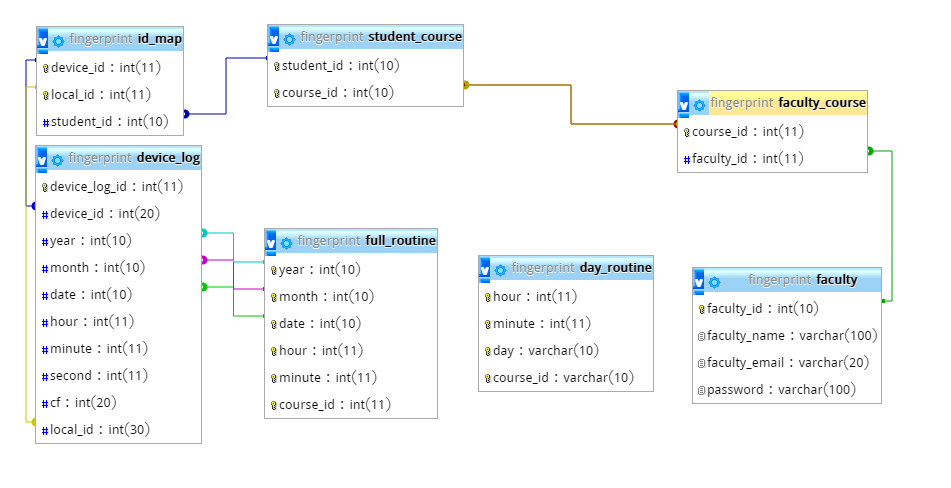 fingerprint id_map
device_id : int(11)
local_id : int(11)
student_id : int(10)
fingerprint student_course
student_id : int(10)
course_id : int(10)
fingerprint faculty_course
course_id : int(11)
faculty_id : int(11)
fingerprint device_log
device_log_id : int(11)
device_id : int(20)
year : int(10)
month : int(10)
date : int(10)
hour : int(11)
minute : int(11)
second : int(11)
cf : int(20)
local_id : int(30)
fingerprint full_routine
year : int(10)
month : int(10)
date : int(10)
hour : int(11)
minute : int(11)
course_id : int(11)
fingerprint day_routine
hour : int(11)
minute : int(11)
day : varchar(10)
course_id : varchar(10)
fingerprint faculty
faculty_id : int(10)
faculty_name : varchar(100)
faculty_email : varchar(20)
password : varchar(100)